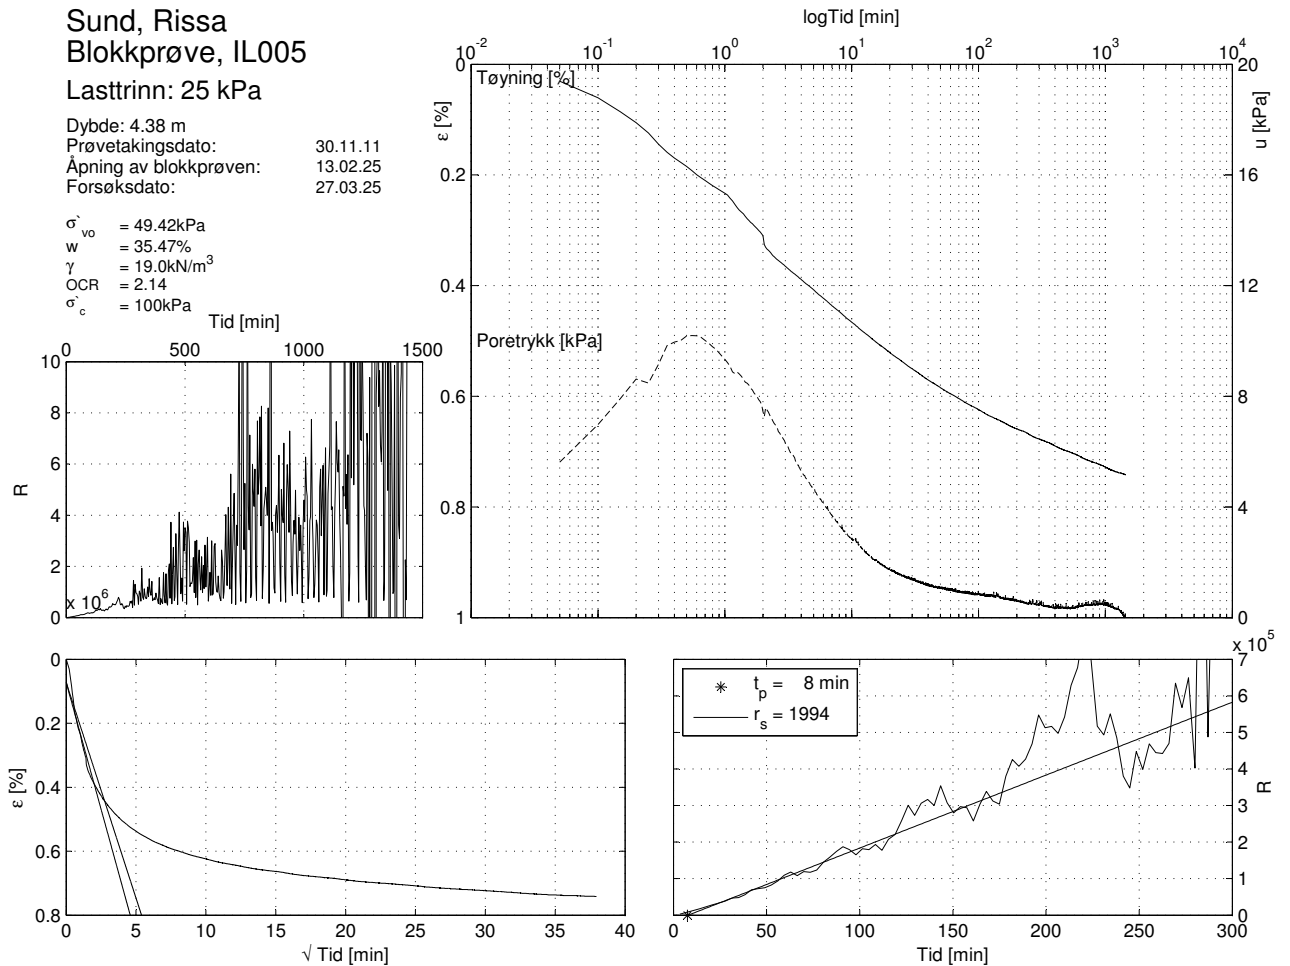 Sund, Rissa
Blokkprøve, IL005
Lasttrinn: 25 kPa
Dybde: 4.38 m
Prøvetakingsdato: 30.11.11
Åpning av blokkprøven: 13.02.25
Forsøksdato: 27.03.25
σ`vo = 49.42kPa
w = 35.47%
γ = 19.0kN/m3
OCR = 2.14
σ`c = 100kPa
Tid [min]
0 500 1000 1500
10
8
6
4
2
0
R
x 10^6
logTid [min]
10^-2 10^-1 10^0 10^1 10^2 10^3 10^4
0
0.2
0.4
0.6
0.8
1
ε [%]
Tøyning [%]
Poretrykk [kPa]
20
16
12
8
4
0
u [kPa]
0
0.2
0.4
0.6
0.8
ε [%]
0 5 10 15 20 25 30 35 40
√ Tid [min]
tp = 8 min
rs = 1994
x 10^5
7
6
5
4
3
2
1
0
R
0 50 100 150 200 250 300
Tid [min]